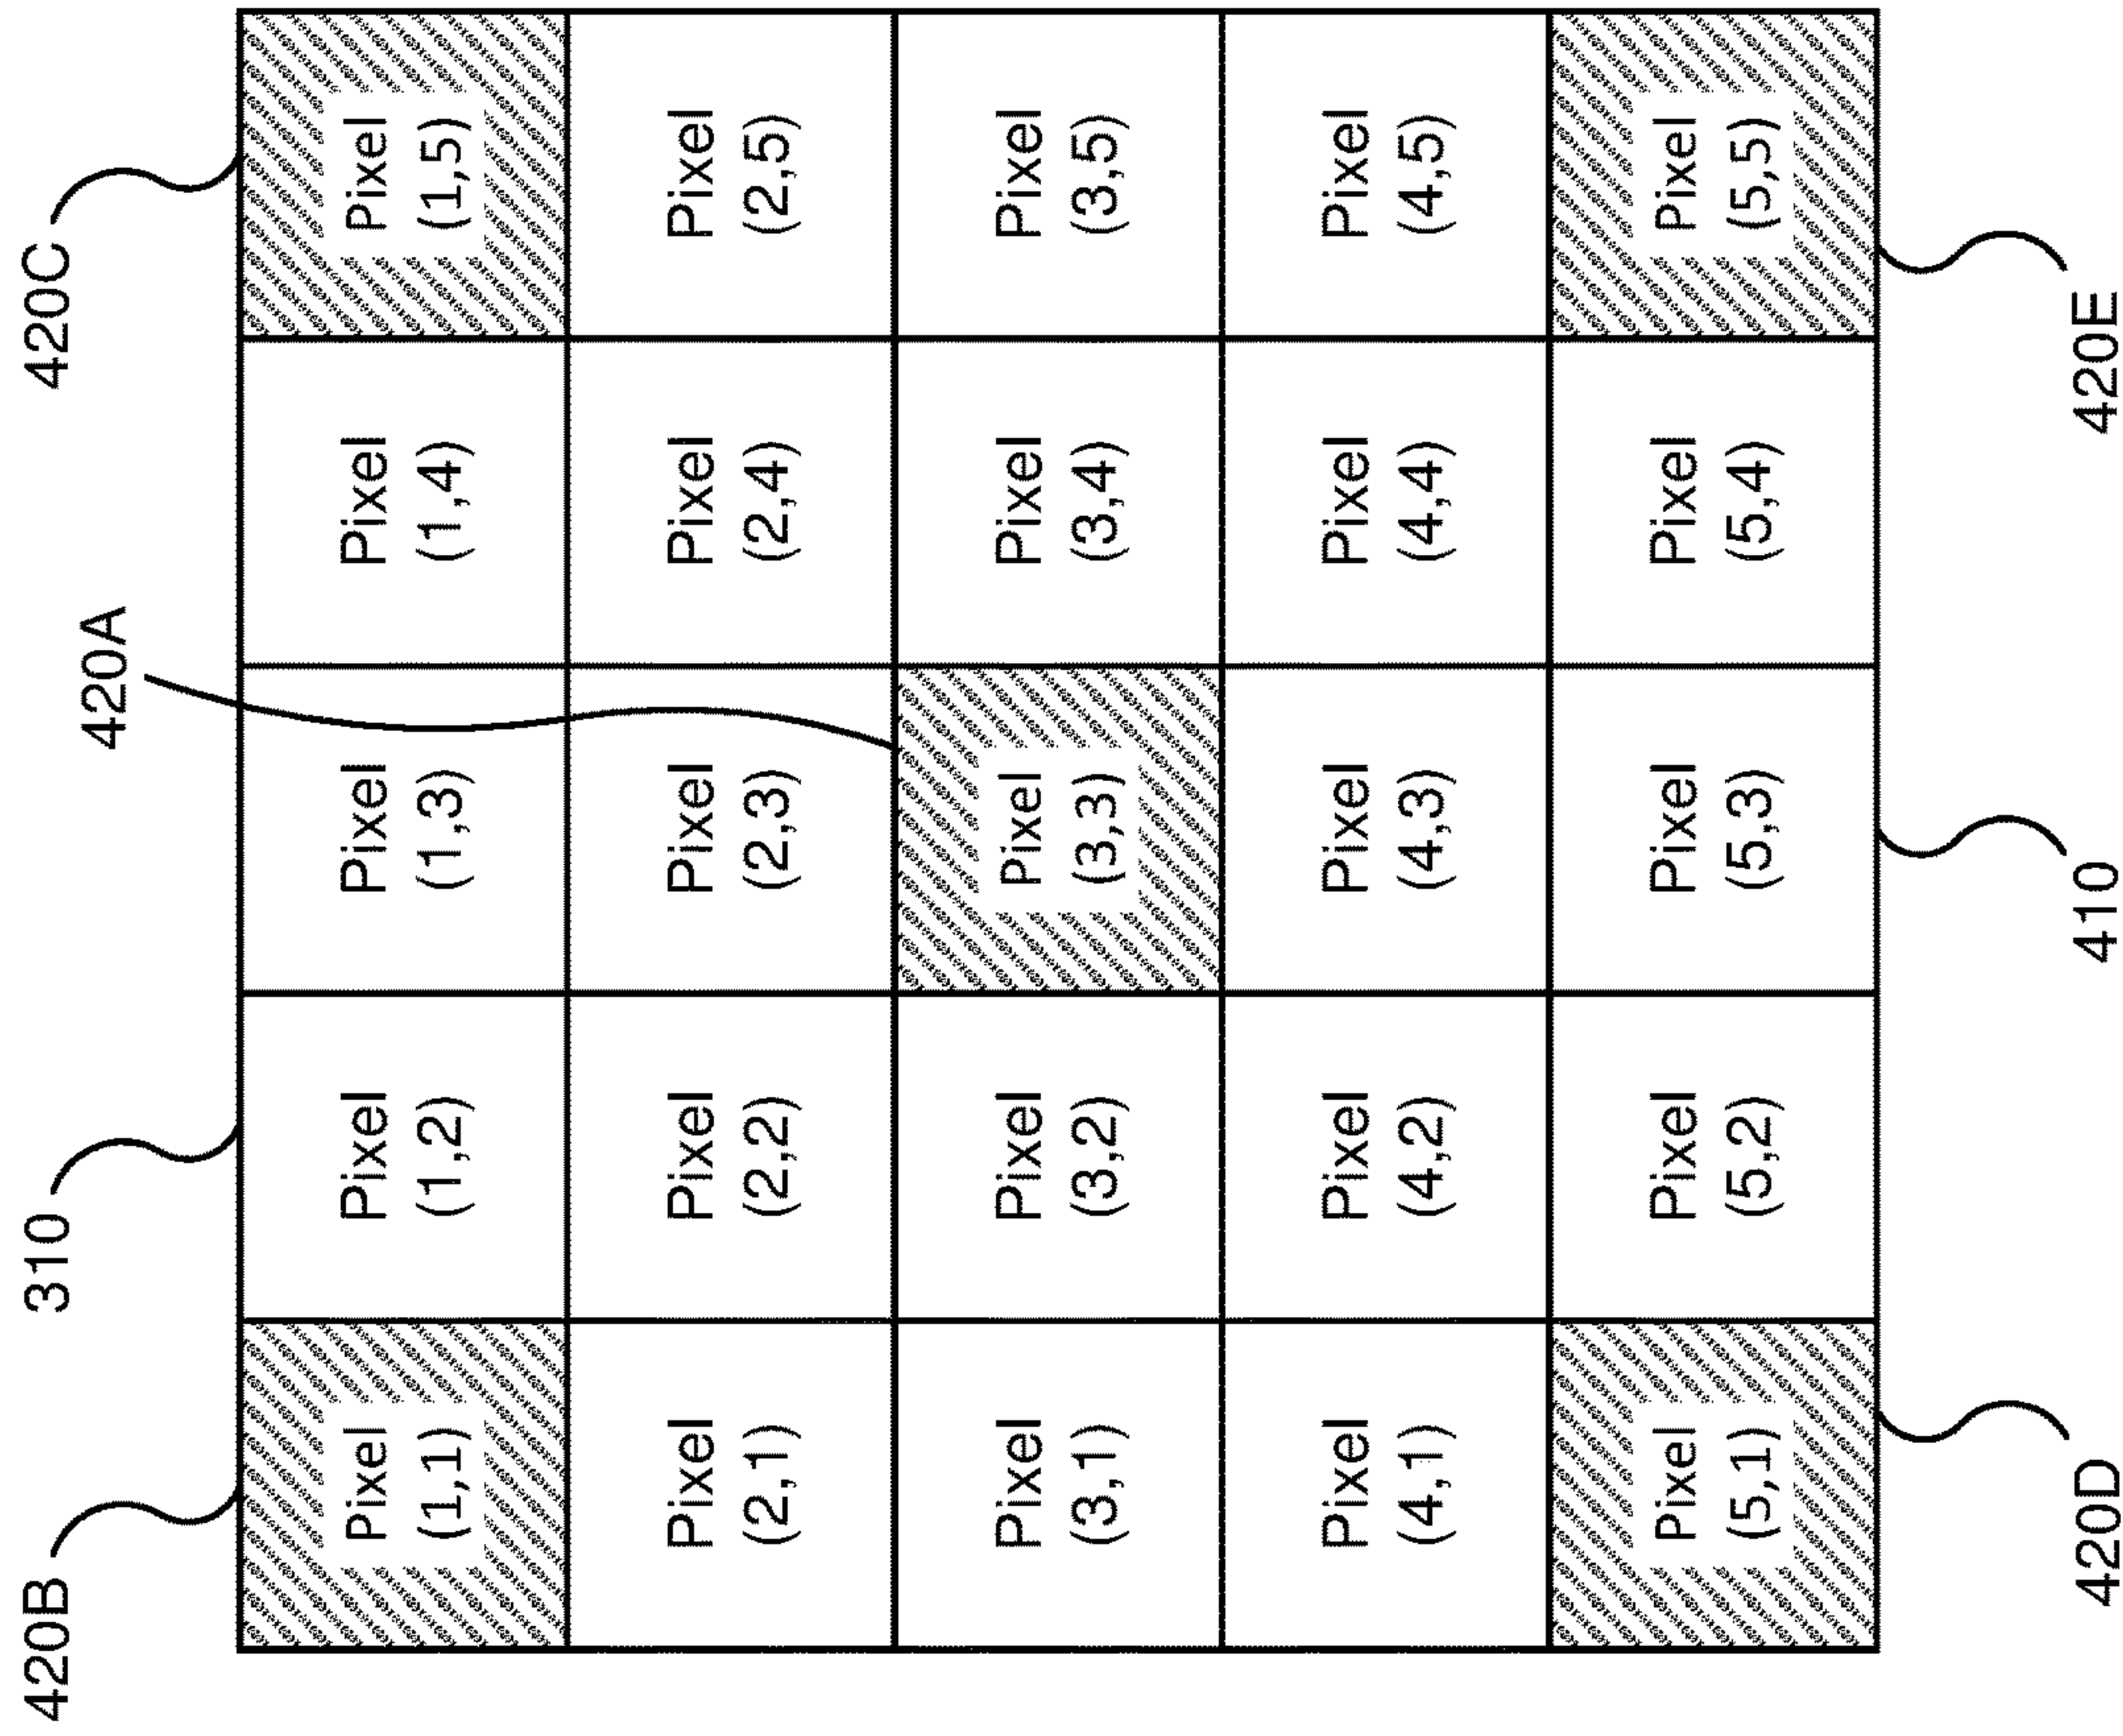 420B
310
420A
420C
Pixel
(1,1)
Pixel
(1,2)
Pixel
(1,3)
Pixel
(1,4)
Pixel
(1,5)
Pixel
(2,1)
Pixel
(2,2)
Pixel
(2,3)
Pixel
(2,4)
Pixel
(2,5)
Pixel
(3,1)
Pixel
(3,2)
Pixel
(3,3)
Pixel
(3,4)
Pixel
(3,5)
Pixel
(4,1)
Pixel
(4,2)
Pixel
(4,3)
Pixel
(4,4)
Pixel
(4,5)
Pixel
(5,1)
Pixel
(5,2)
Pixel
(5,3)
Pixel
(5,4)
Pixel
(5,5)
420D
410
420E